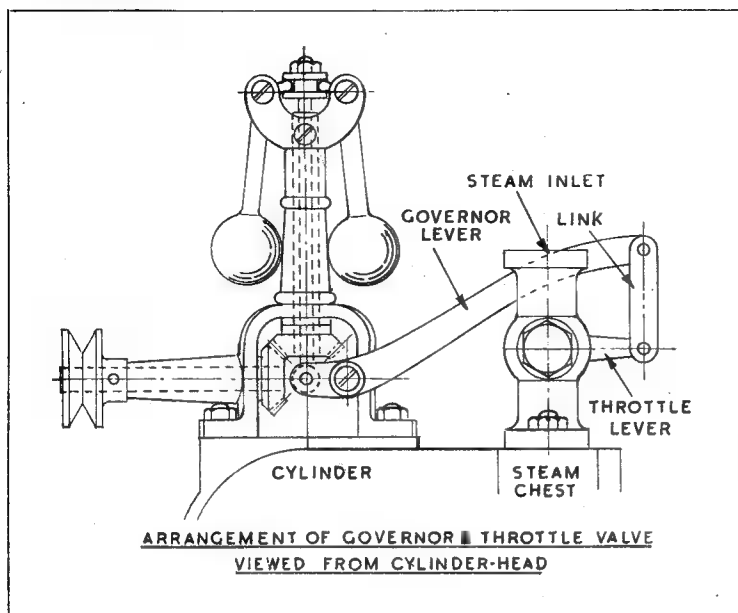 STEAM INLET
GOVERNOR
LEVER
LINK
THROTTLE
LEVER
CYLINDER
STEAM
CHEST
ARRANGEMENT OF GOVERNOR THROTTLE VALVE
VIEWED FROM CYLINDER-HEAD